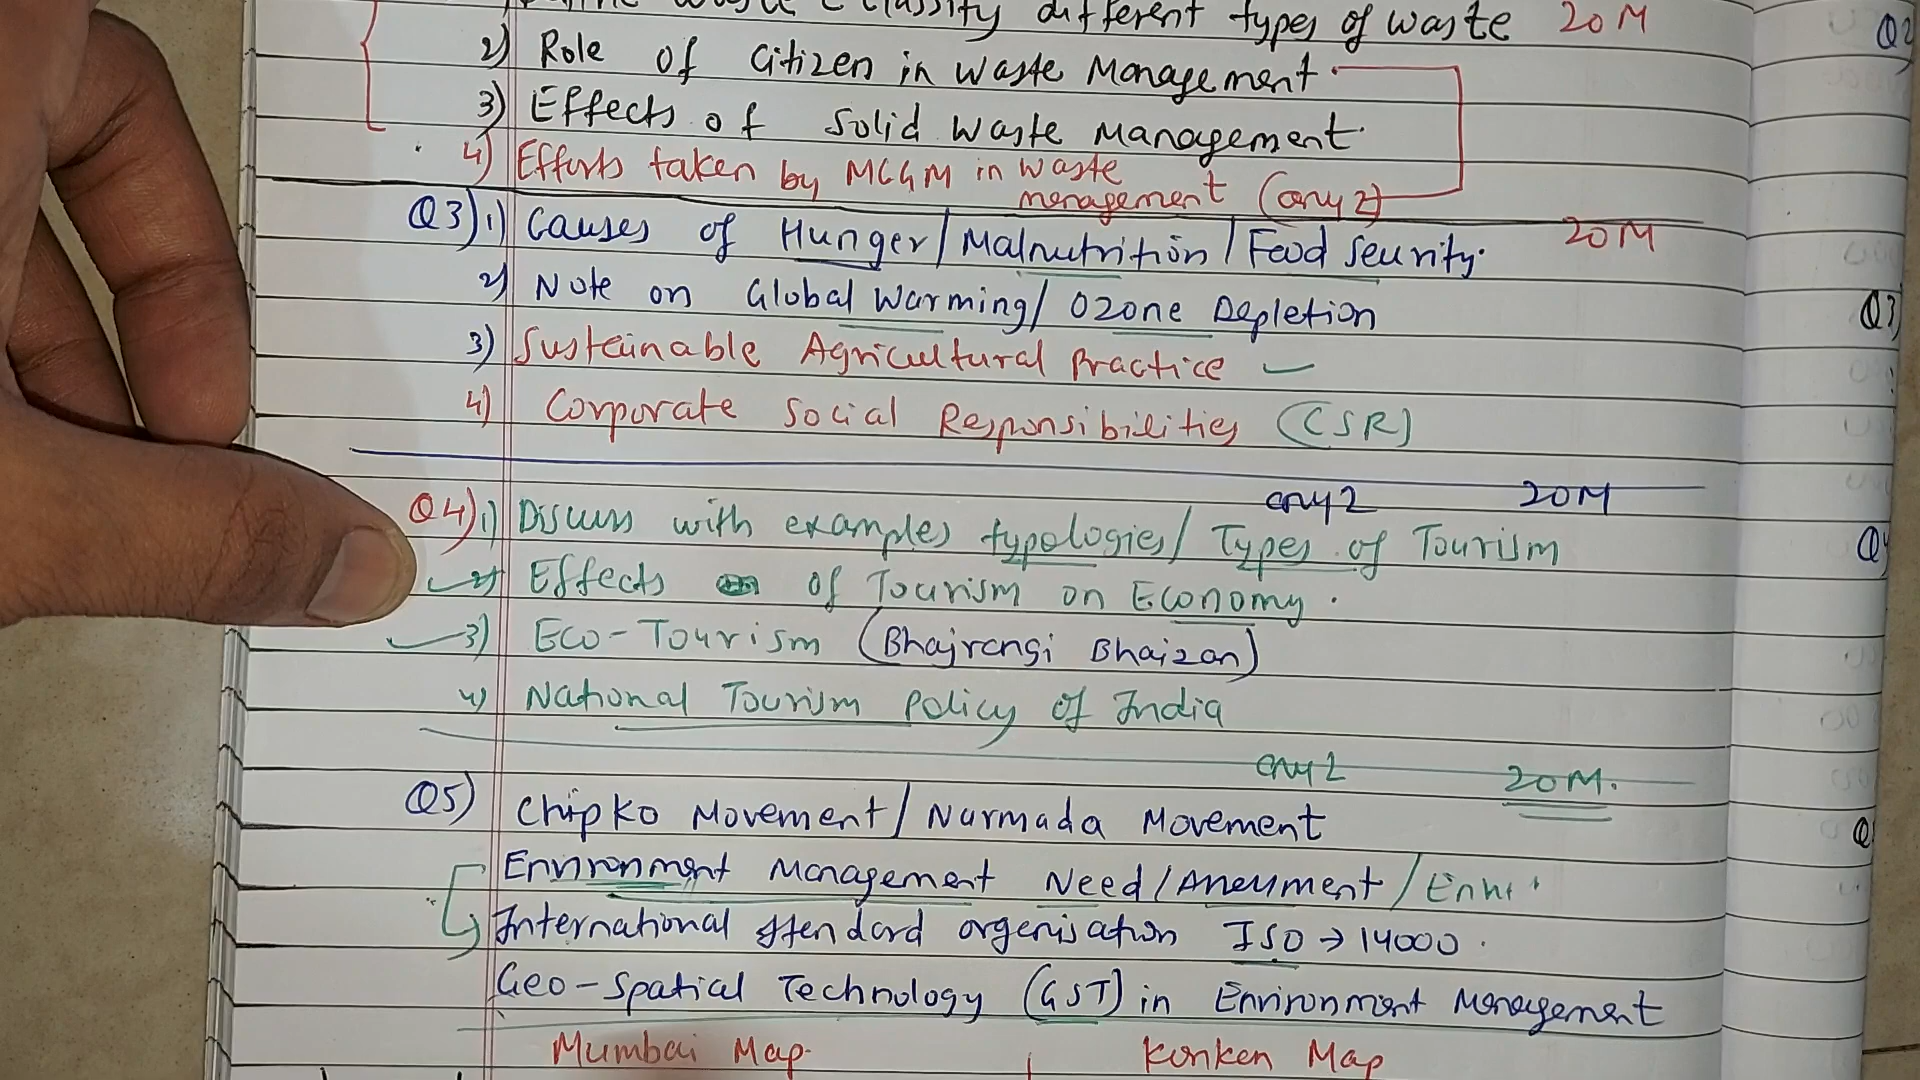 waste & classify different types of waste 20M
2) Role of Citizen in Waste Management.
3) Effects of Solid Waste Management.
4) Efforts taken by MCGM in waste
management (any 2)
Q3) 1) Causes of Hunger/Malnutrition/Food Seurity. 20M
2) Note on Global Warming/ Ozone Depletion
3) Sustainable Agricultural Practice
4) Corporate Social Responsibilities (CSR)
any 2 20M
Q4) 1) Discuss with examples typologies/ Types of Tourism
2) Effects of Tourism on Economy.
3) Eco-Tourism (Bhajrangi Bhaizan)
4) National Tourism Policy of India
any 2 20M.
Q5) Chipko Movement/ Narmada Movement
Environment Management Need/
International Standard organisation ISO → 14000.
Geo-Spatial Technology (GST) in Environment Management
Mumbai Map Konken Map
Q2
Q3